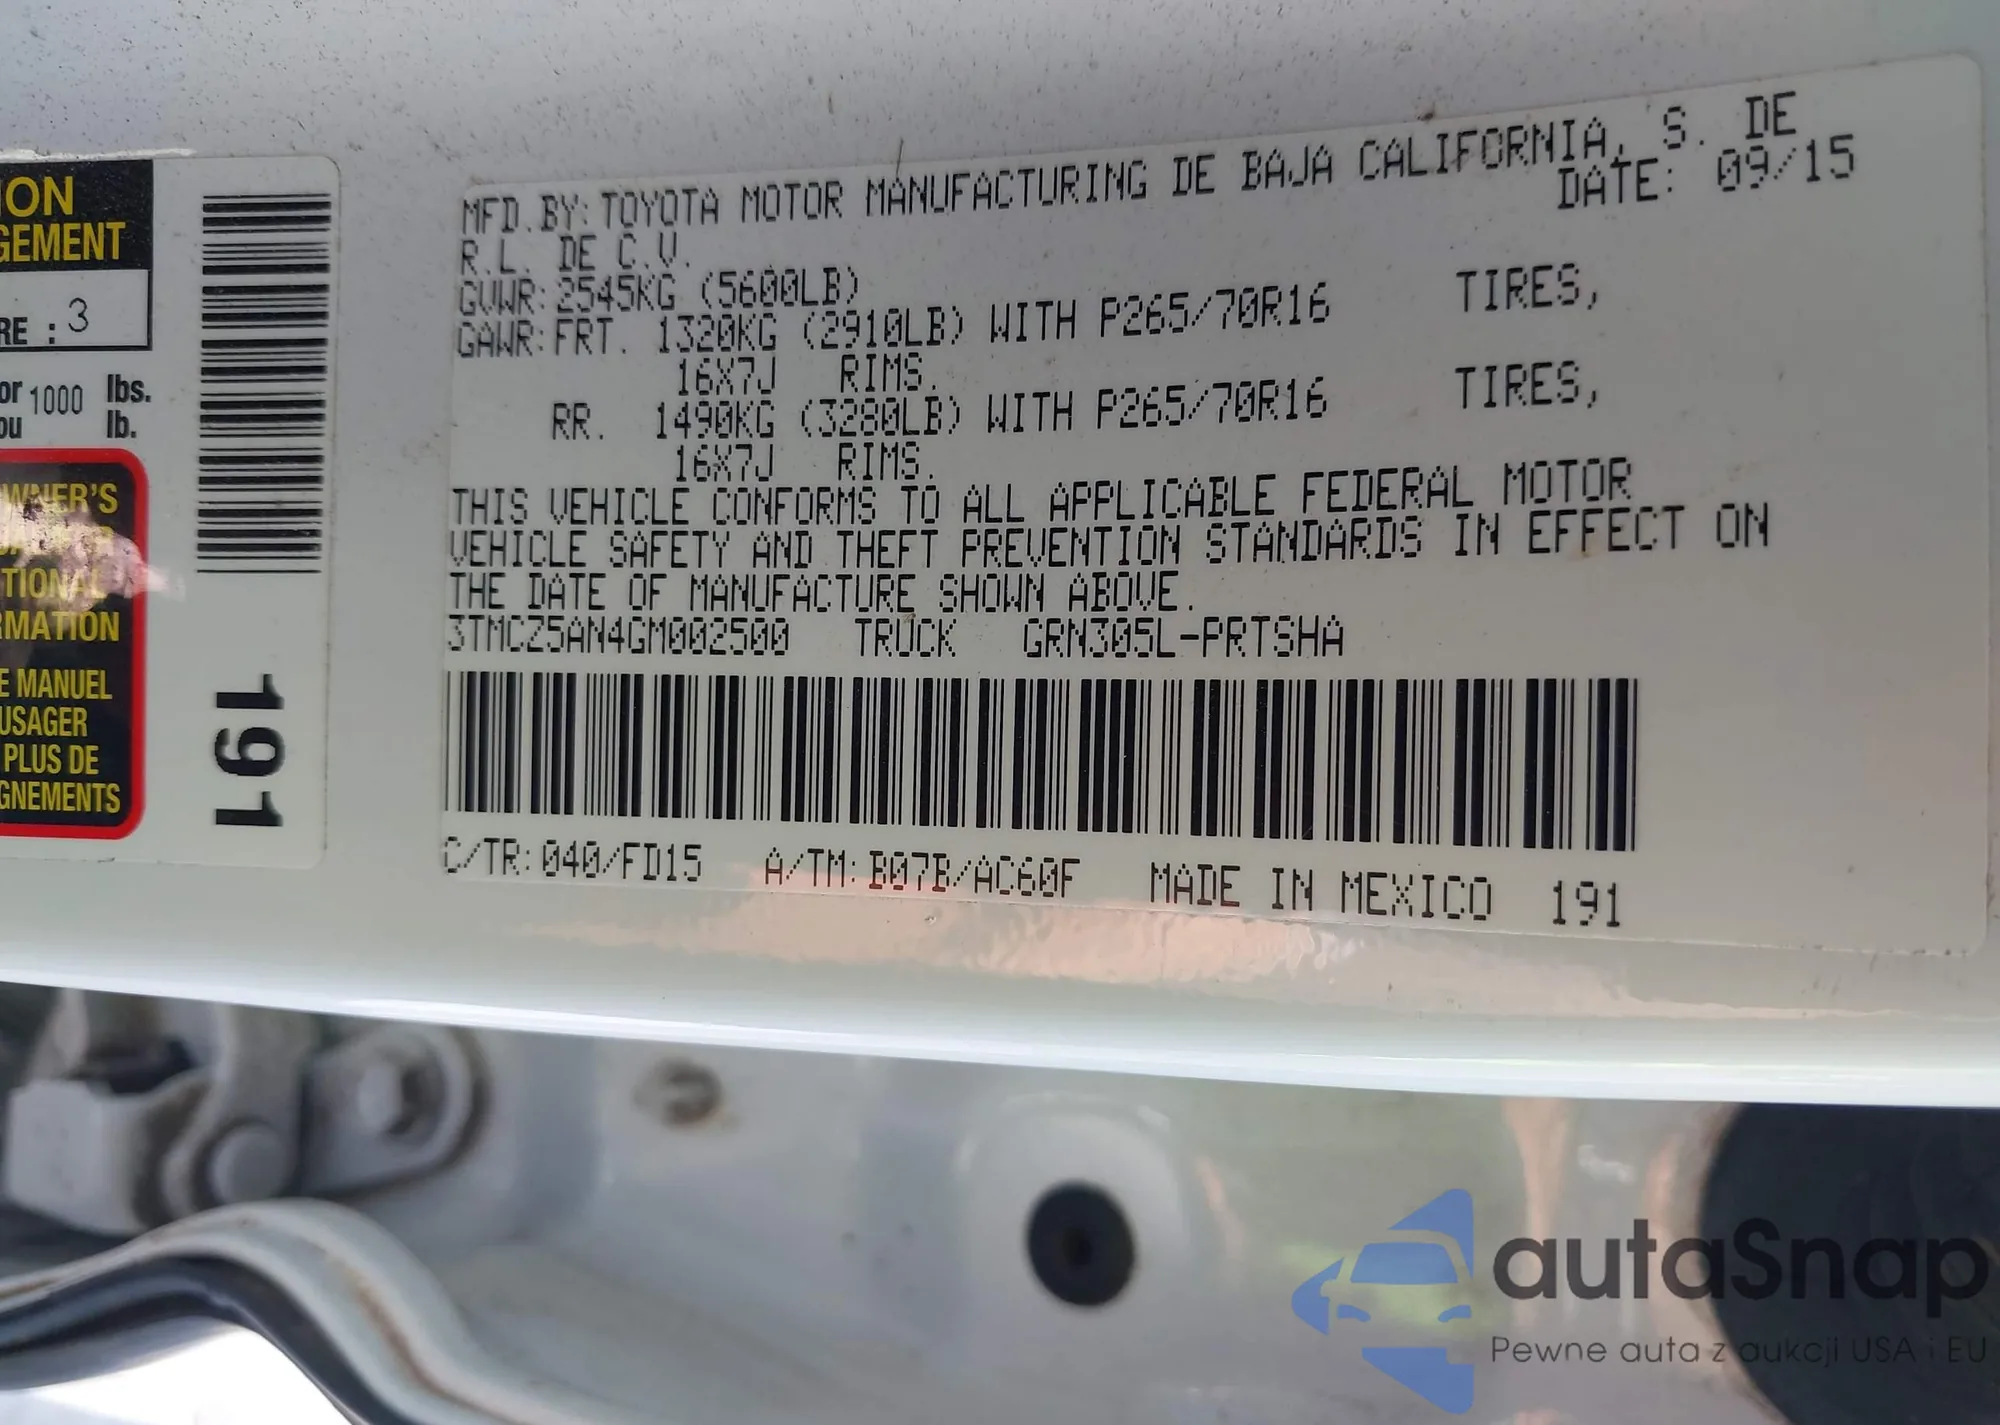 ION
GEMENT
RE : 3
or 1000 lbs.
ou lb.
WNER'S
TIONAL
RMATION
E MANUEL
USAGER
PLUS DE
GNEMENTS
191
MFD.BY:TOYOTA MOTOR MANUFACTURING DE BAJA CALIFORNIA, S. DE
R.L. DE C.V. DATE: 09/15
GVWR:2545KG (5600LB)
GAWR:FRT. 1320KG (2910LB) WITH P265/70R16 TIRES,
16X7J RIMS.
RR. 1490KG (3280LB) WITH P265/70R16 TIRES,
16X7J RIMS.
THIS VEHICLE CONFORMS TO ALL APPLICABLE FEDERAL MOTOR
VEHICLE SAFETY AND THEFT PREVENTION STANDARDS IN EFFECT ON
THE DATE OF MANUFACTURE SHOWN ABOVE.
3TMCZ5AN4GM002500 TRUCK GRN305L-PRTSHA
C/TR:040/FD15 A/TM:B07B/AC60F MADE IN MEXICO 191
autaSnap
Pewne auta z aukcji USA i EU